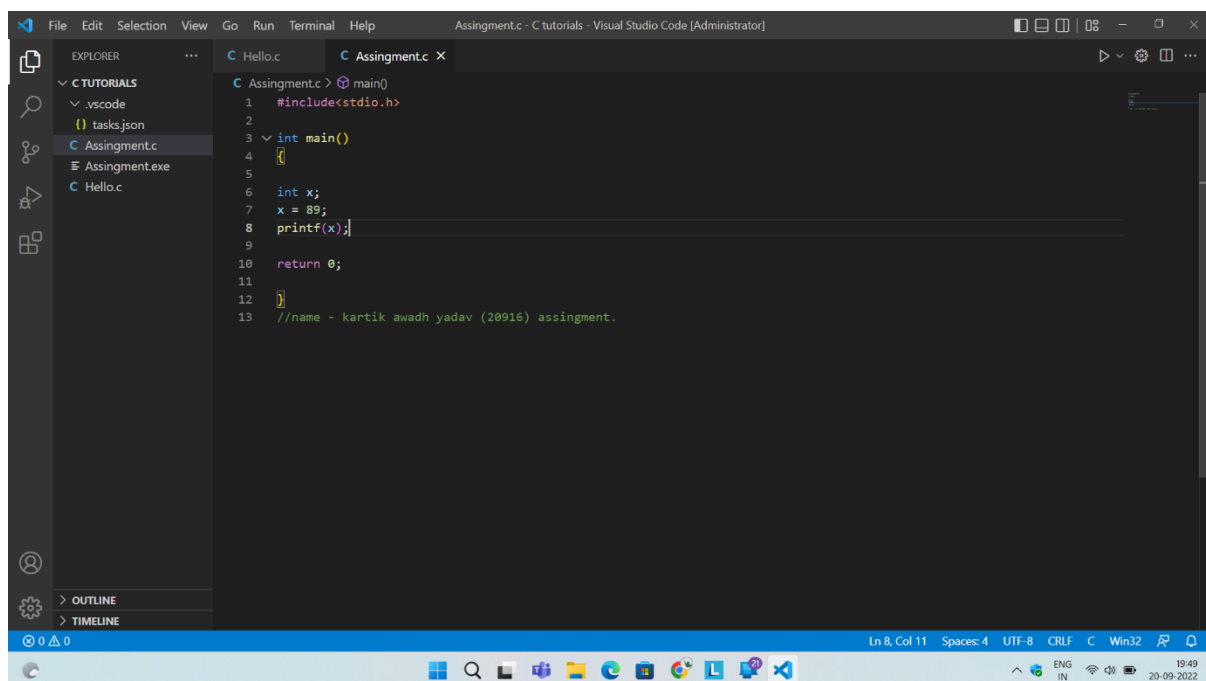 File Edit Selection View Go Run Terminal Help Assingment.c - C tutorials - Visual Studio Code [Administrator]
EXPLORER ... C Hello.c C Assingment.c
C TUTORIALS
.vscode
{} tasks.json
C Assingment.c
Assingment.exe
C Hello.c
C Assingment.c > main()
1 #include<stdio.h>
2
3 int main()
4 {
5
6 int x;
7 x = 89;
8 printf(x);
9
10 return 0;
11
12 }
13 //name - kartik awadh yadav (20916) assingment.
OUTLINE
TIMELINE
0 0 Ln 8, Col 11 Spaces: 4 UTF-8 CRLF C Win32
21
ENG
IN
19:49
20-09-2022